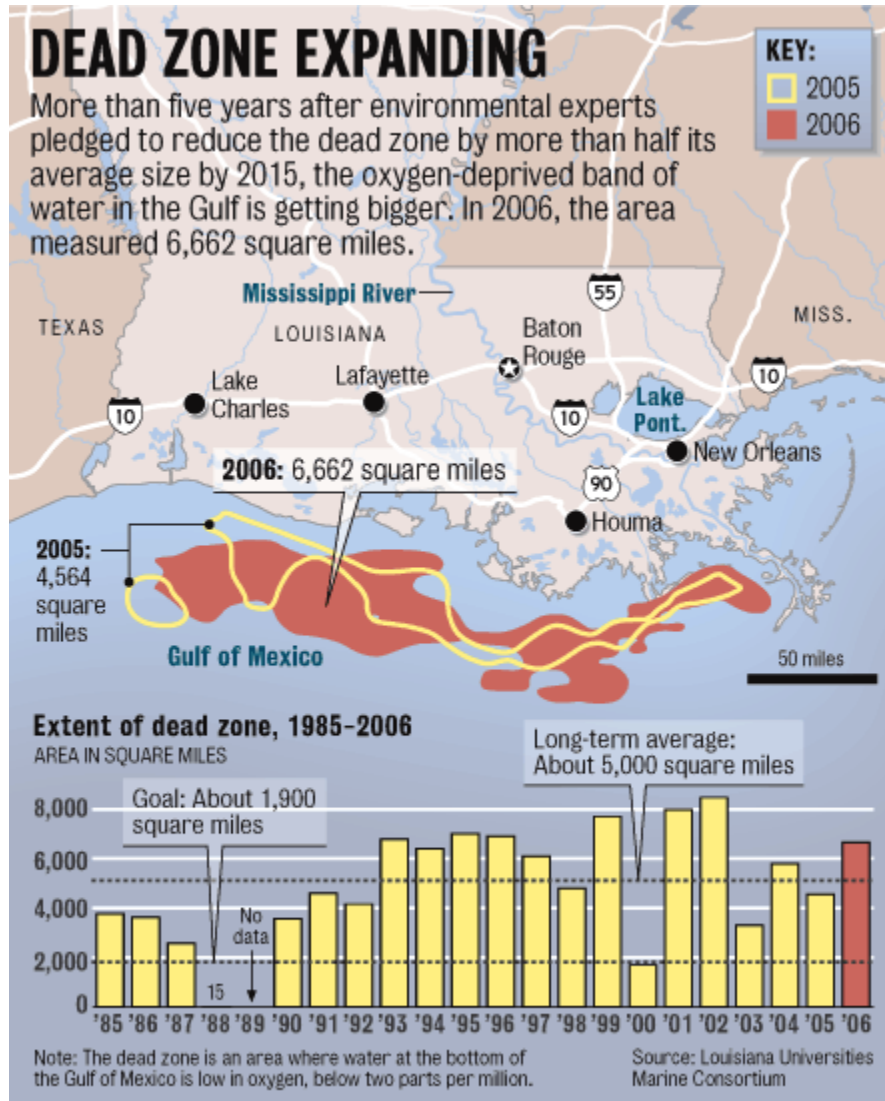 DEAD ZONE EXPANDING
More than five years after environmental experts
pledged to reduce the dead zone by more than half its
average size by 2015, the oxygen-deprived band of
water in the Gulf is getting bigger. In 2006, the area
measured 6,662 square miles.
KEY:
2005
2006
Mississippi River
55
TEXAS
LOUISIANA
MISS.
Baton
Rouge
Lake
Charles
Lafayette
10
10
10
Lake
Pont.
New Orleans
2006: 6,662 square miles
90
Houma
2005:
4,564
square
miles
Gulf of Mexico
50 miles
Extent of dead zone, 1985–2006
AREA IN SQUARE MILES
Long-term average:
About 5,000 square miles
Goal: About 1,900
square miles
8,000
6,000
4,000
2,000
0
No
data
15
'85 '86 '87 '88 '89 '90 '91 '92 '93 '94 '95 '96 '97 '98 '99 '00 '01 '02 '03 '04 '05 '06
Note: The dead zone is an area where water at the bottom of
the Gulf of Mexico is low in oxygen, below two parts per million.
Source: Louisiana Universities
Marine Consortium